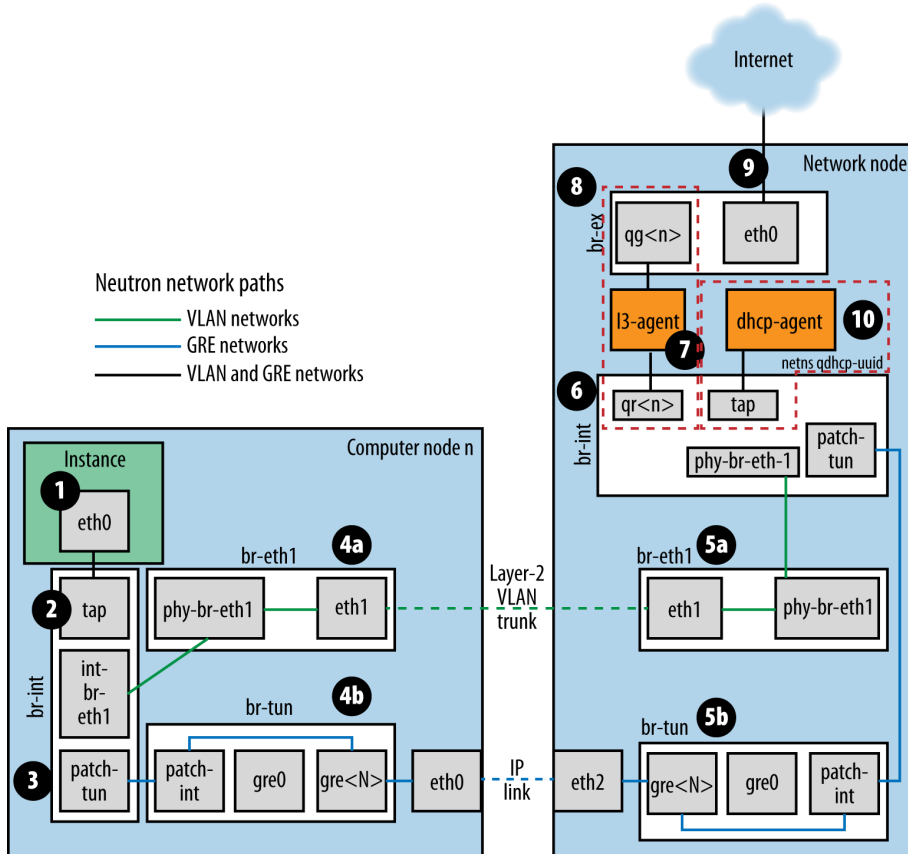 Internet
Network node
9
8
br-ex
qg<n>
eth0
Neutron network paths
VLAN networks
GRE networks
VLAN and GRE networks
l3-agent
dhcp-agent
10
7
netns qdhcp-uuid
6
br-int
qr<n>
tap
patch-
tun
phy-br-eth-1
Computer node n
Instance
1
eth0
br-eth1
4a
2
tap
phy-br-eth1
eth1
Layer-2
VLAN
trunk
br-eth1
5a
eth1
phy-br-eth1
br-int
int-
br-
eth1
br-tun
4b
3
patch-
tun
patch-
int
gre0
gre<N>
eth0
IP
link
eth2
br-tun
5b
gre<N>
gre0
patch-
int